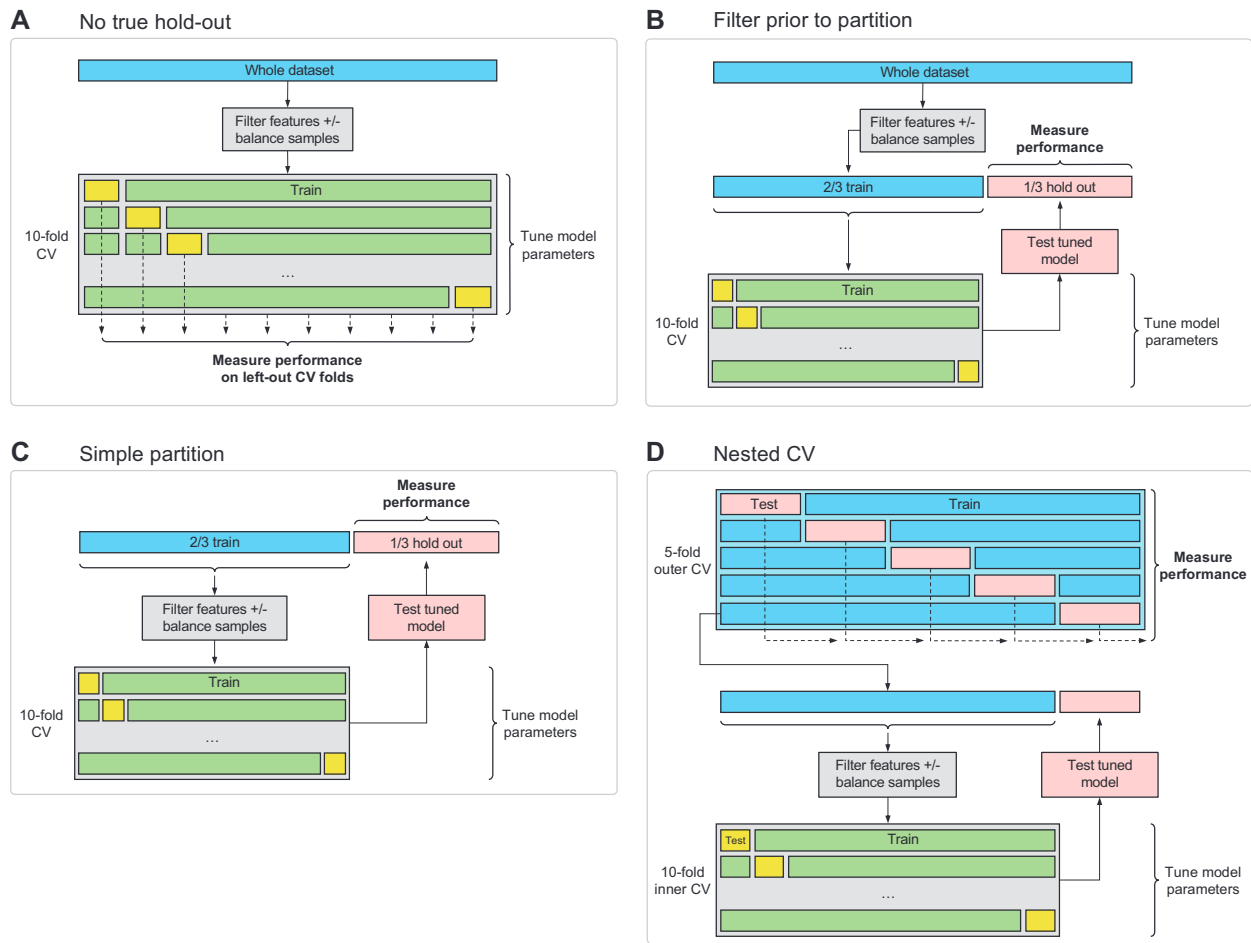 A No true hold-out
Whole dataset
Filter features +/-
balance samples
Train
10-fold
CV
...
Tune model
parameters
Measure performance
on left-out CV folds
B Filter prior to partition
Whole dataset
Filter features +/-
balance samples
Measure
performance
2/3 train
1/3 hold out
Test tuned
model
Train
10-fold
CV
...
Tune model
parameters
C Simple partition
Measure
performance
2/3 train
1/3 hold out
Filter features +/-
balance samples
Test tuned
model
Train
10-fold
CV
...
Tune model
parameters
D Nested CV
Test
Train
5-fold
outer CV
Measure
performance
Filter features +/-
balance samples
Test tuned
model
Test
Train
10-fold
inner CV
...
Tune model
parameters